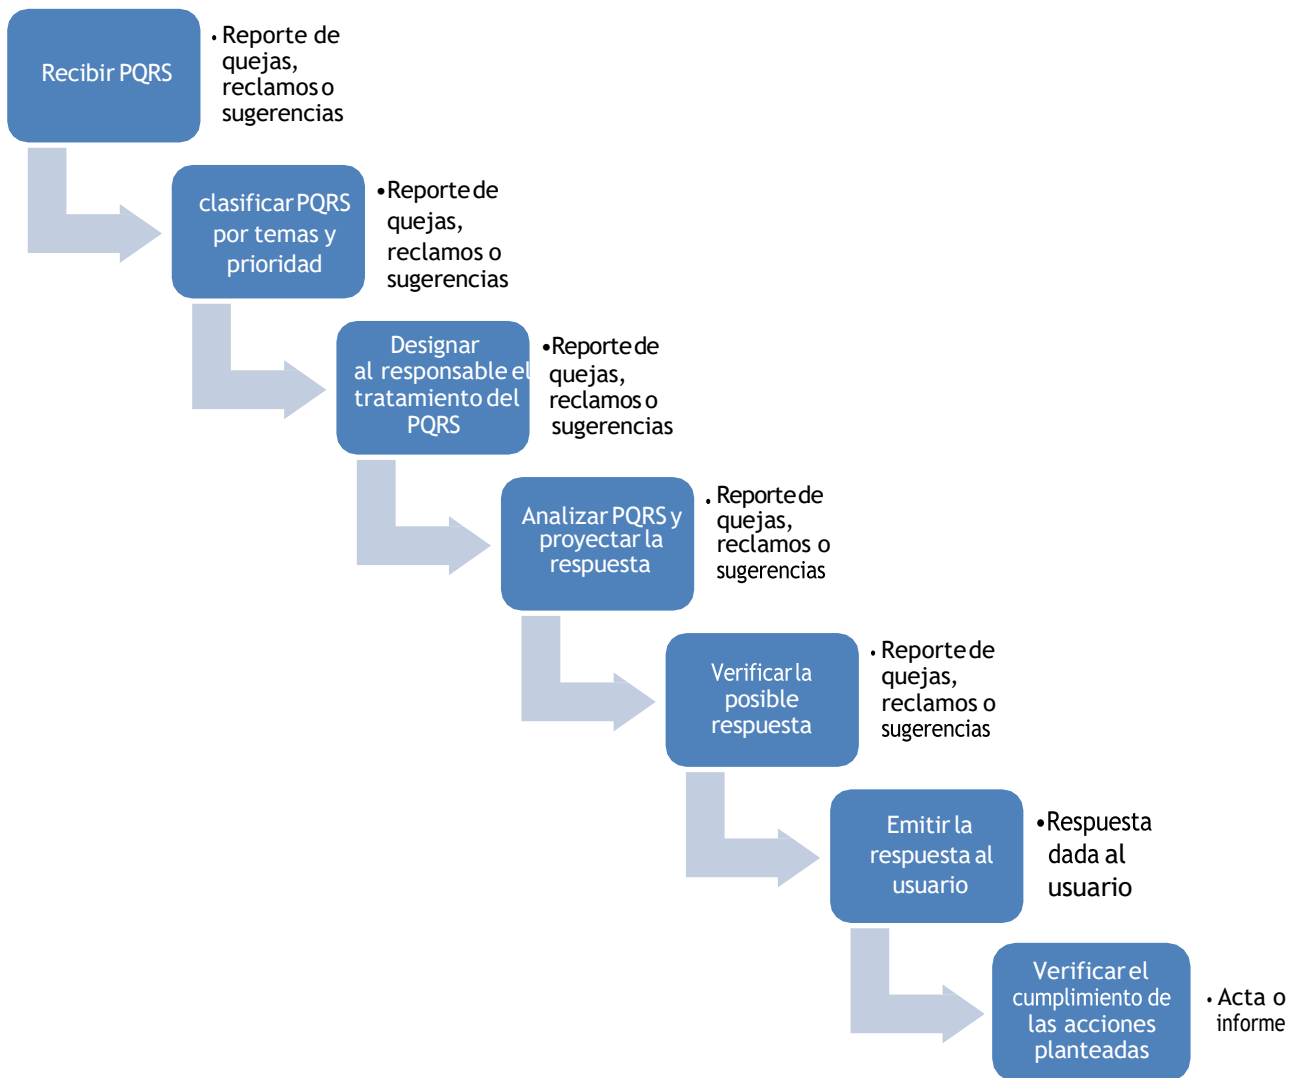 Recibir PQRS
• Reporte de
quejas,
reclamos o
sugerencias
clasificar PQRS
por temas y
prioridad
•Reporte de
quejas,
reclamos o
sugerencias
Designar
al responsable el
tratamiento del
PQRS
•Reporte de
quejas,
reclamos o
sugerencias
Analizar PQRS y
proyectar la
respuesta
• Reporte de
quejas,
reclamos o
sugerencias
Verificar la
posible
respuesta
• Reporte de
quejas,
reclamos o
sugerencias
Emitir la
respuesta al
usuario
•Respuesta
dada al
usuario
Verificar el
cumplimiento de
las acciones
planteadas
• Acta o
informe